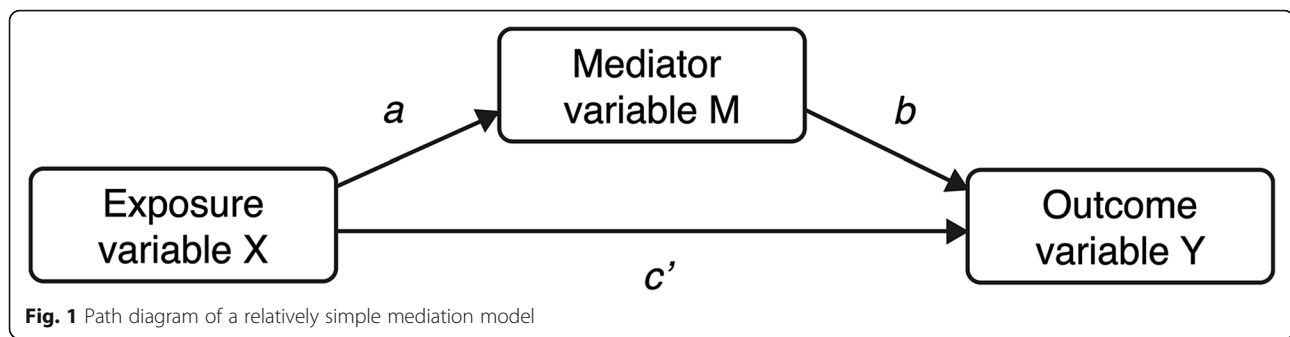 Mediator
variable M
a
b
Exposure
variable X
Outcome
variable Y
c’
Fig. 1 Path diagram of a relatively simple mediation model